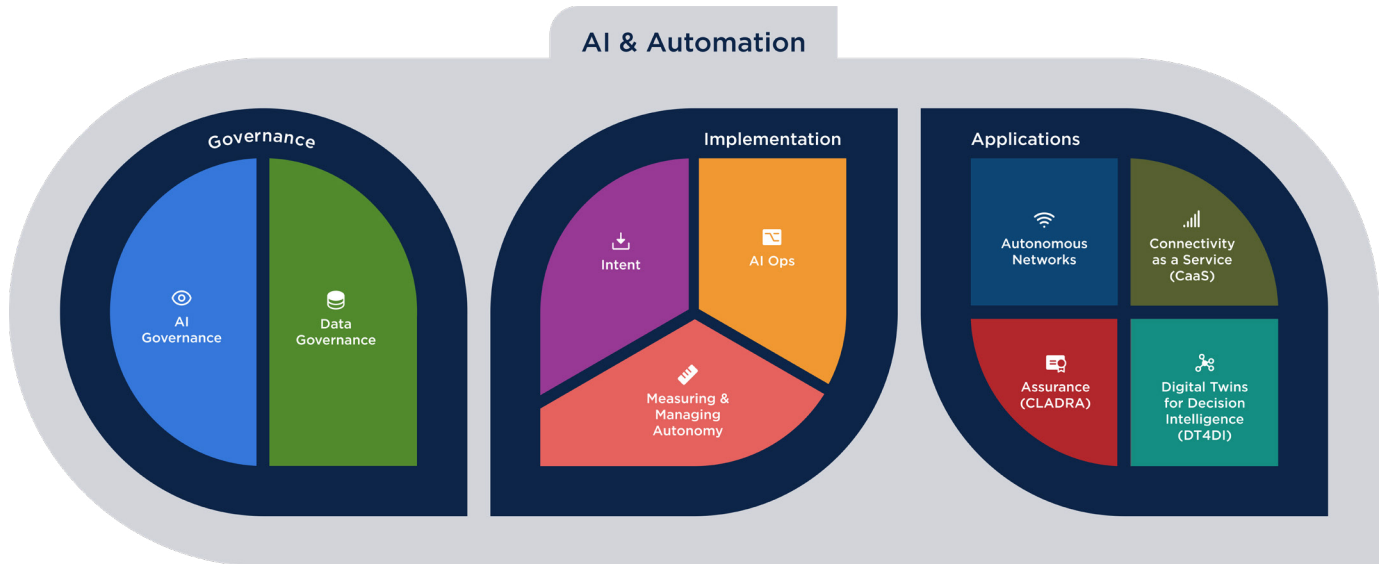 AI & Automation
Governance
AI
Governance
Data
Governance
Implementation
Intent
AI Ops
Measuring &
Managing
Autonomy
Applications
Autonomous
Networks
Connectivity
as a Service
(CaaS)
Assurance
(CLADRA)
Digital Twins
for Decision
Intelligence
(DT4DI)